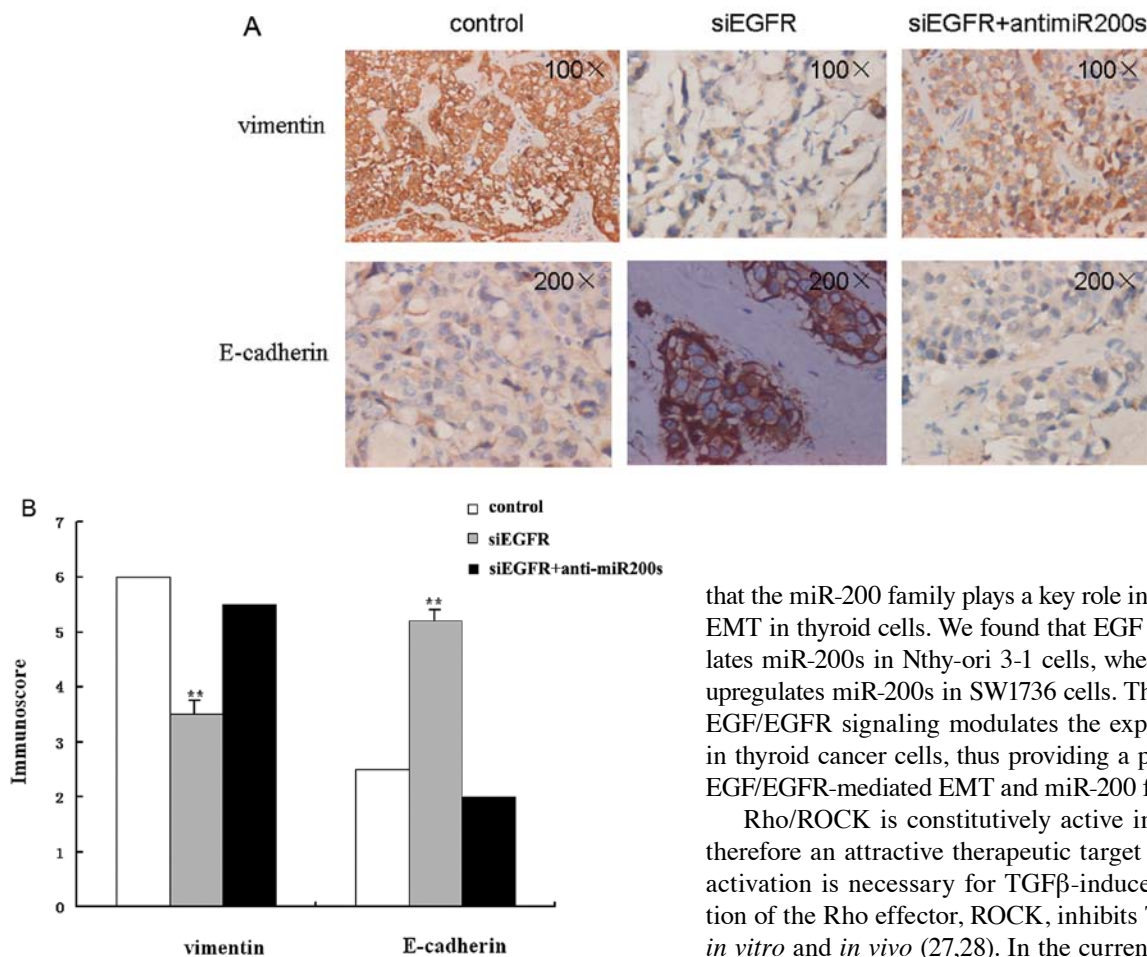 A
control siEGFR siEGFR+antimiR200s
vimentin
100× 100× 100×
E-cadherin
200× 200× 200×
B
control
siEGFR
siEGFR+anti-miR200s
7
6
5
4
3
2
1
0
Immunoscore
** **
vimentin E-cadherin
that the miR-200 family plays a key role in
EMT in thyroid cells. We found that EGF
lates miR-200s in Nthy-ori 3-1 cells, whe
upregulates miR-200s in SW1736 cells. Th
EGF/EGFR signaling modulates the exp
in thyroid cancer cells, thus providing a p
EGF/EGFR-mediated EMT and miR-200 f
Rho/ROCK is constitutively active in
therefore an attractive therapeutic target
activation is necessary for TGFβ-induce
tion of the Rho effector, ROCK, inhibits T
in vitro and in vivo (27,28). In the curren